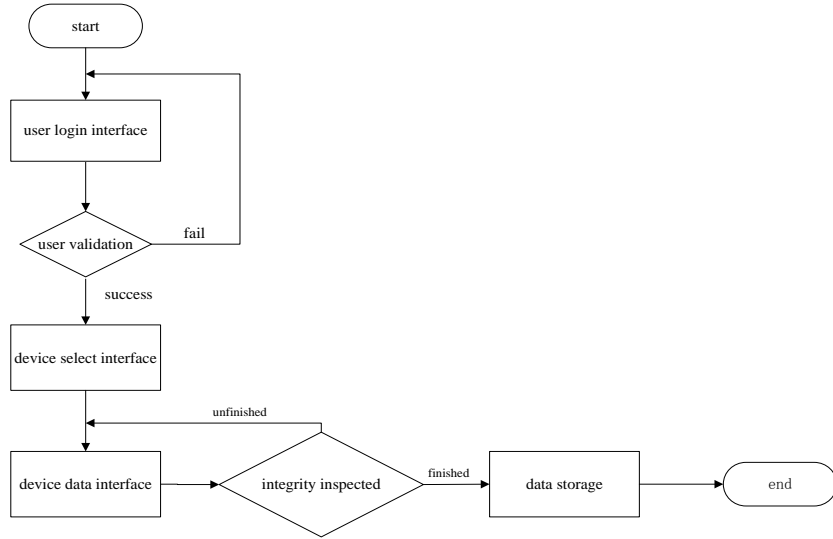 start
user login interface
user validation
fail
success
device select interface
unfinished
device data interface
integrity inspected
finished
data storage
end